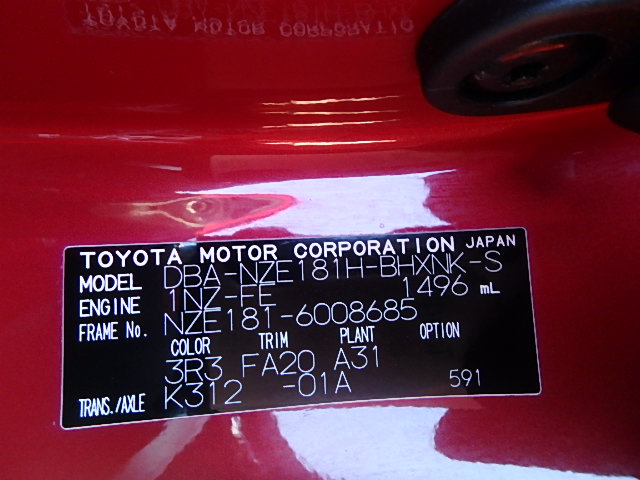 TOYOTA MOTOR CORPORATION JAPAN
MODEL DBA-NZE181H-BHXNK-S
ENGINE 1NZ-FE 1496 mL
FRAME No. NZE181-6008685
COLOR TRIM PLANT OPTION
3R3 FA20 A31
TRANS./AXLE K312 -01A 591